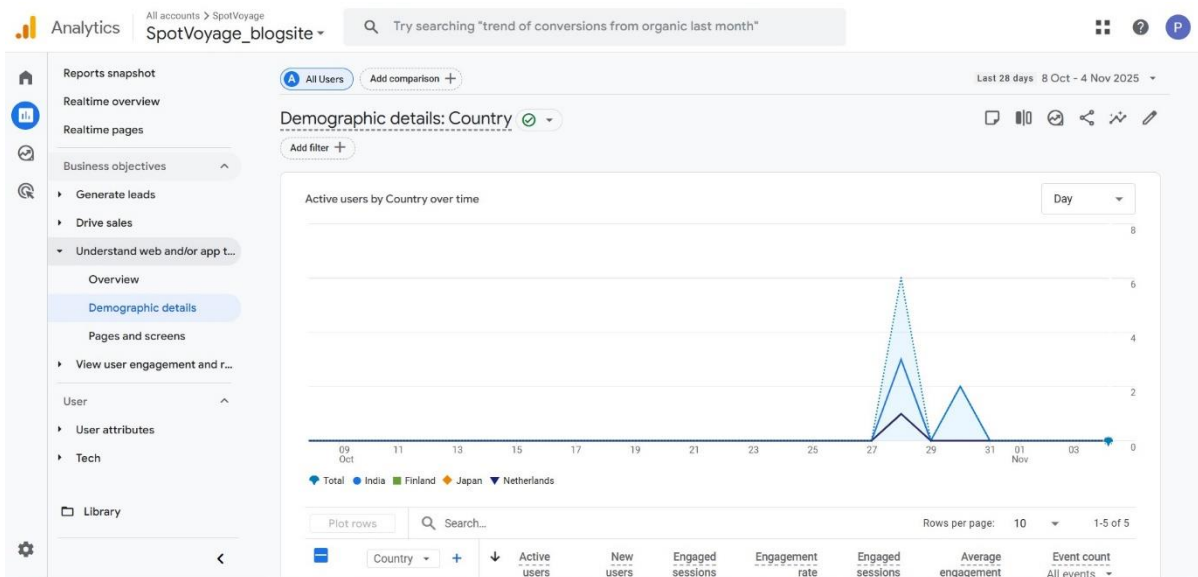 Analytics
All accounts > SpotVoyage
SpotVoyage_blogsite
Try searching "trend of conversions from organic last month"
P
Reports snapshot
Realtime overview
Realtime pages
Business objectives
Generate leads
Drive sales
Understand web and/or app t...
Overview
Demographic details
Pages and screens
View user engagement and r...
User
User attributes
Tech
Library
A All Users
Add comparison +
Last 28 days 8 Oct - 4 Nov 2025
Demographic details: Country
Add filter +
Active users by Country over time
Day
8
6
4
2
0
09 Oct 11 13 15 17 19 21 23 25 27 29 31 01 Nov 03
Total India Finland Japan Netherlands
Plot rows
Search...
Rows per page: 10
1-5 of 5
Country +
Active users
New users
Engaged sessions
Engagement rate
Engaged sessions
Average engagement
Event count
All events